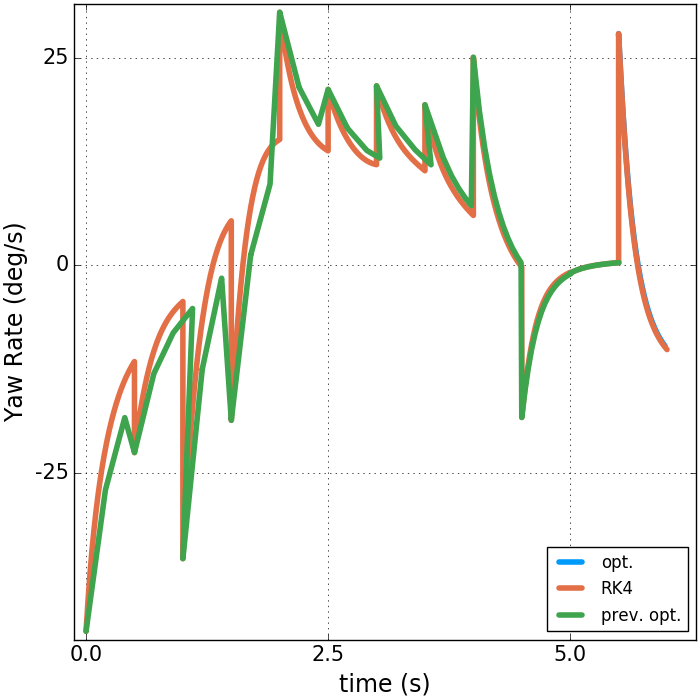 25
0
-25
Yaw Rate (deg/s)
0.0
2.5
5.0
time (s)
opt.
RK4
prev. opt.